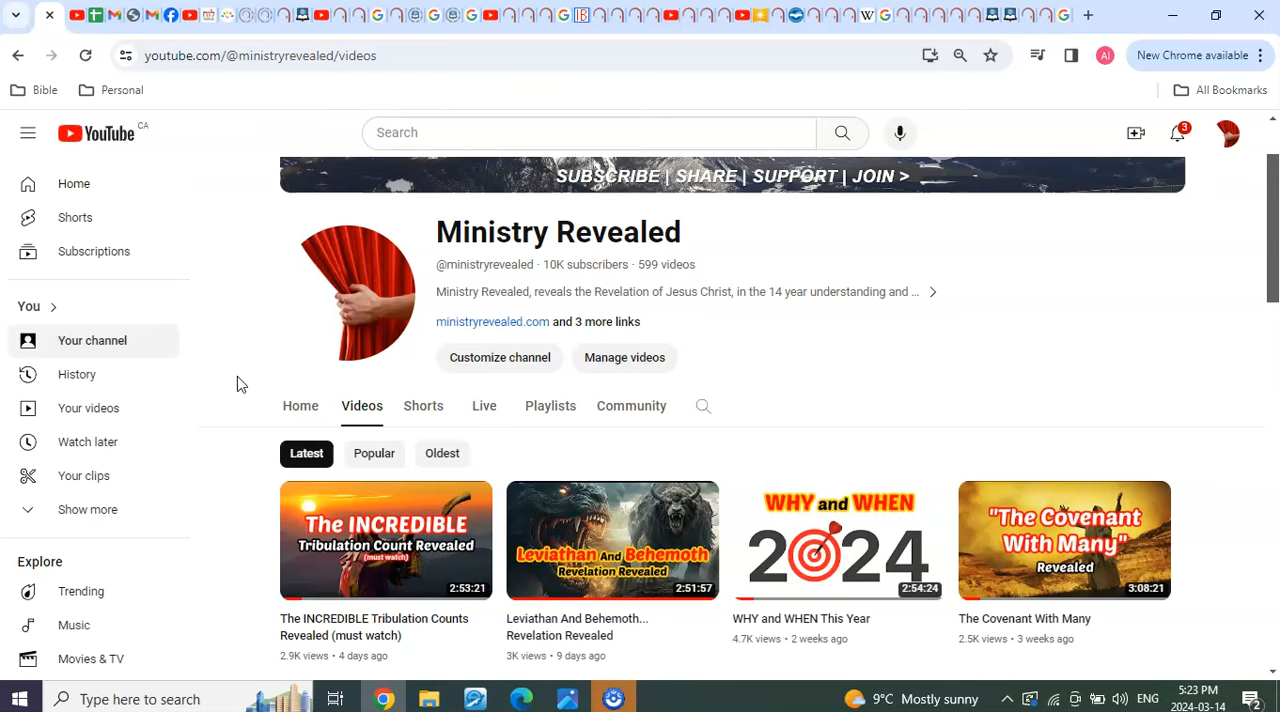 youtube.com/@ministryrevealed/videos
New Chrome available
Bible
Personal
All Bookmarks
YouTube CA
Search
3
SUBSCRIBE | SHARE | SUPPORT | JOIN >
Home
Shorts
Subscriptions
You
Your channel
History
Your videos
Watch later
Your clips
Show more
Explore
Trending
Music
Movies & TV
Ministry Revealed
@ministryrevealed · 10K subscribers · 599 videos
Ministry Revealed, reveals the Revelation of Jesus Christ, in the 14 year understanding and ...
ministryrevealed.com and 3 more links
Customize channel
Manage videos
Home
Videos
Shorts
Live
Playlists
Community
Latest
Popular
Oldest
The INCREDIBLE
Tribulation Count Revealed
(must watch)
2:53:21
The INCREDIBLE Tribulation Counts
Revealed (must watch)
2.9K views · 4 days ago
Leviathan And Behemoth
Revelation Revealed
2:51:57
Leviathan And Behemoth...
Revelation Revealed
3K views · 9 days ago
WHY and WHEN
2024
2:54:24
WHY and WHEN This Year
4.7K views · 2 weeks ago
"The Covenant
With Many"
Revealed
3:08:21
The Covenant With Many
2.5K views · 3 weeks ago
Type here to search
9°C Mostly sunny
ENG
5:23 PM
2024-03-14
2